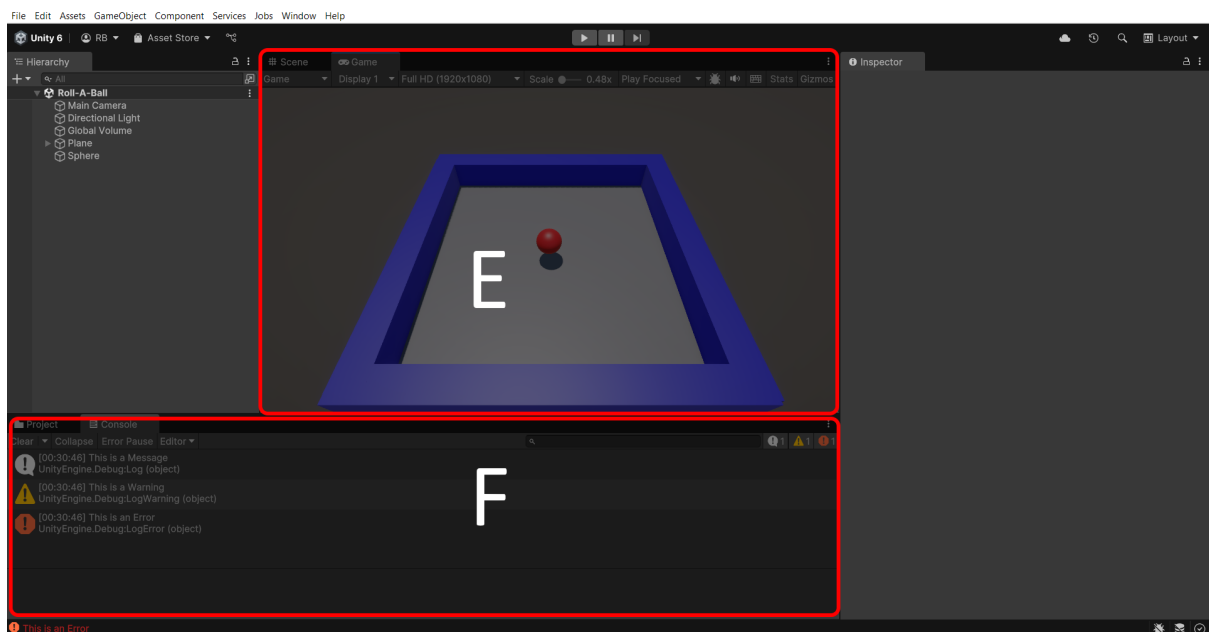 File Edit Assets GameObject Component Services Jobs Window Help
Unity 6 RB Asset Store Layout
Hierarchy Scene Game Inspector
All Game Display 1 Full HD (1920x1080) Scale 0.48x Play Focused Stats Gizmos
Roll-A-Ball
Main Camera
Directional Light
Global Volume
Plane
Sphere
E
Project Console
Clear Collapse Error Pause Editor 1 1 1
[00:30:46] This is a Message
UnityEngine.Debug:Log (object)
[00:30:46] This is a Warning
UnityEngine.Debug:LogWarning (object)
F
[00:30:46] This is an Error
UnityEngine.Debug:LogError (object)
This is an Error